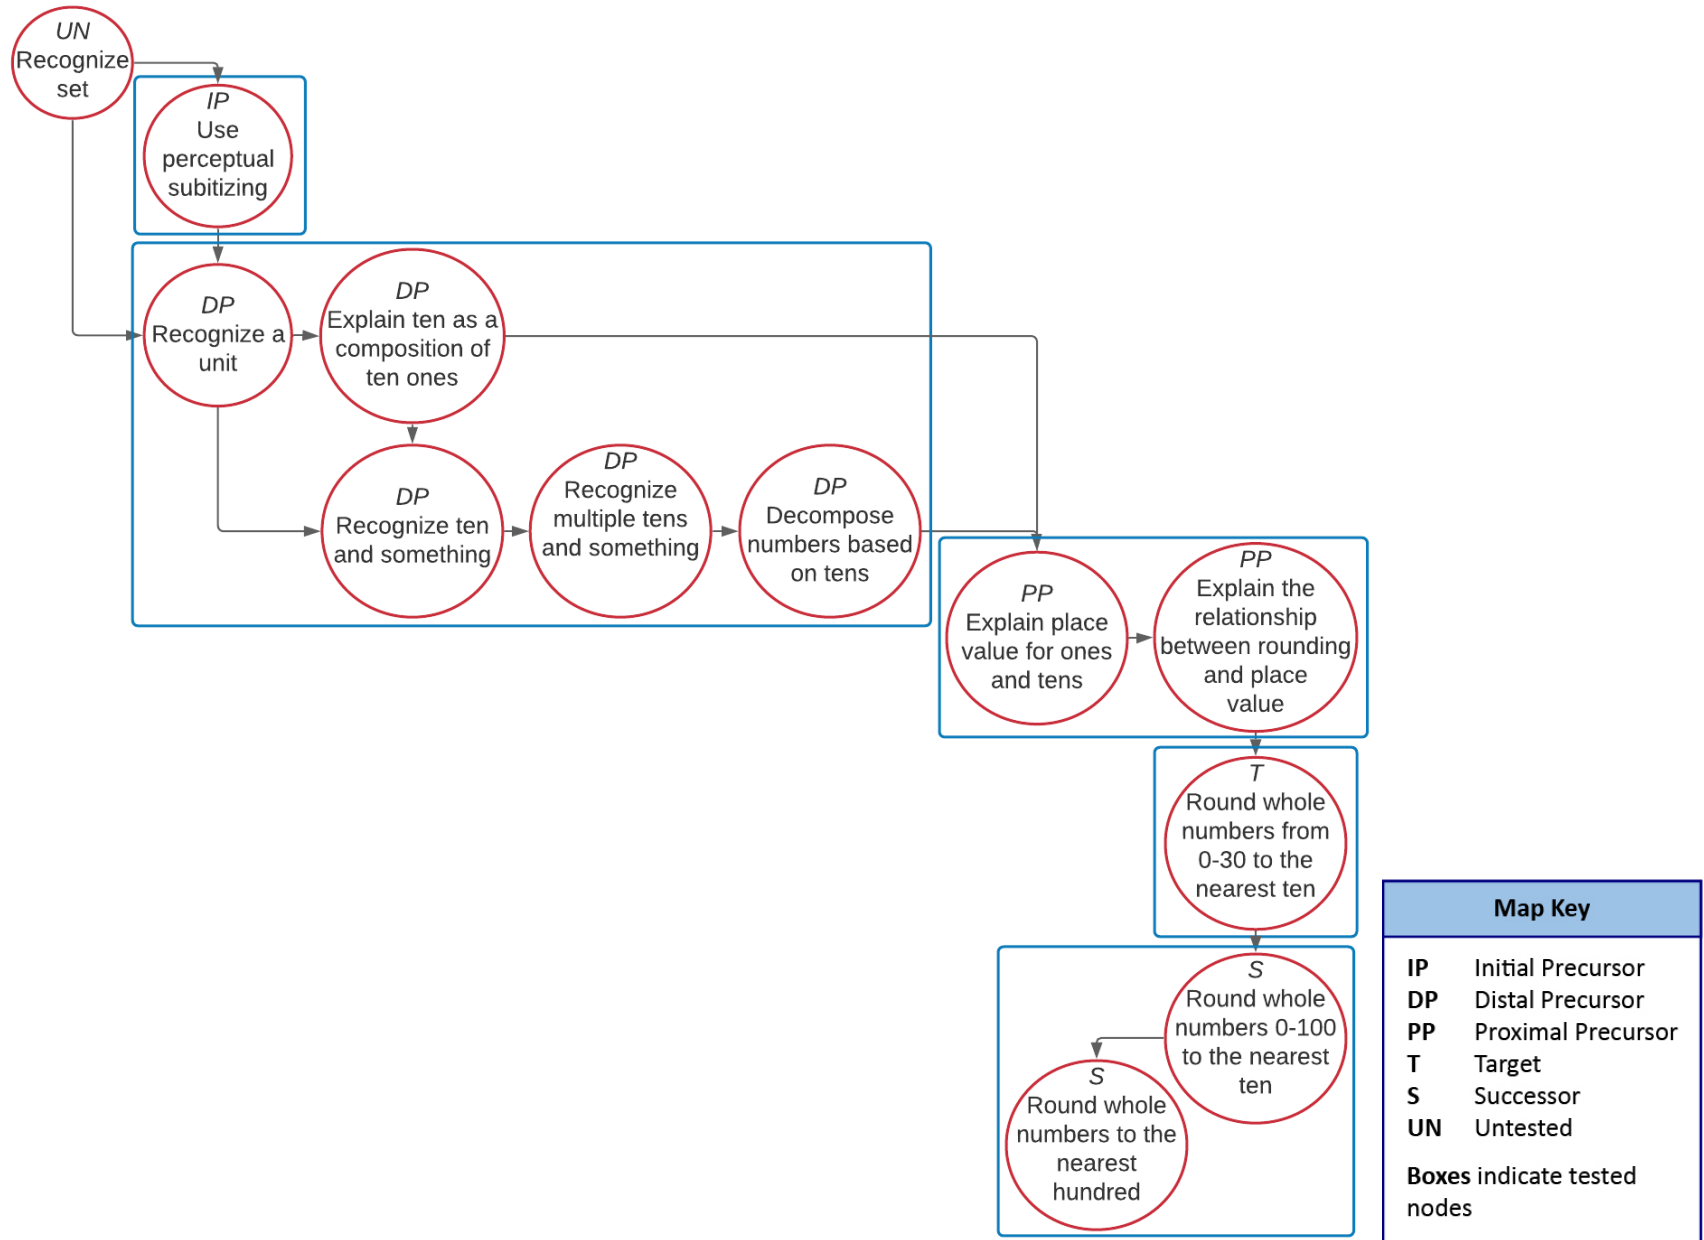 UN
Recognize
set
IP
Use
perceptual
subitizing
DP
Recognize a
unit
DP
Explain ten as a
composition of
ten ones
DP
Recognize ten
and something
DP
Recognize
multiple tens
and something
DP
Decompose
numbers based
on tens
PP
Explain place
value for ones
and tens
PP
Explain the
relationship
between rounding
and place
value
T
Round whole
numbers from
0-30 to the
nearest ten
S
Round whole
numbers 0-100
to the nearest
ten
S
Round whole
numbers to the
nearest
hundred
Map Key
IP Initial Precursor
DP Distal Precursor
PP Proximal Precursor
T Target
S Successor
UN Untested
Boxes indicate tested
nodes